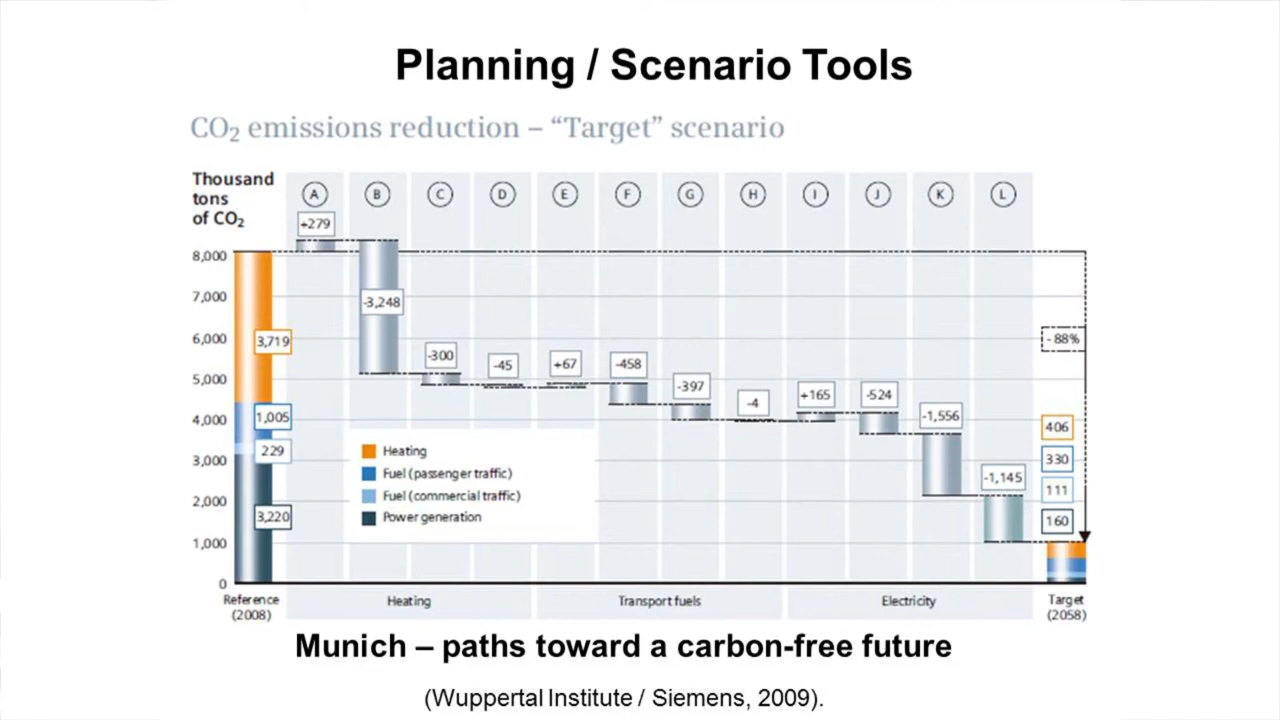 Planning / Scenario Tools
CO₂ emissions reduction – “Target” scenario
Thousand
tons
of CO₂
A B C D E F G H I J K L
+279
8,000
7,000
-3,248
6,000
3,719
- 88%
5,000
-300
-45
+67
-458
-397
-4
+165
-524
-1,556
4,000
1,005
406
3,000
229
330
-1,145
2,000
111
3,220
160
1,000
0
Heating
Fuel (passenger traffic)
Fuel (commercial traffic)
Power generation
Reference
(2008)
Heating
Transport fuels
Electricity
Target
(2058)
Munich – paths toward a carbon-free future
(Wuppertal Institute / Siemens, 2009).